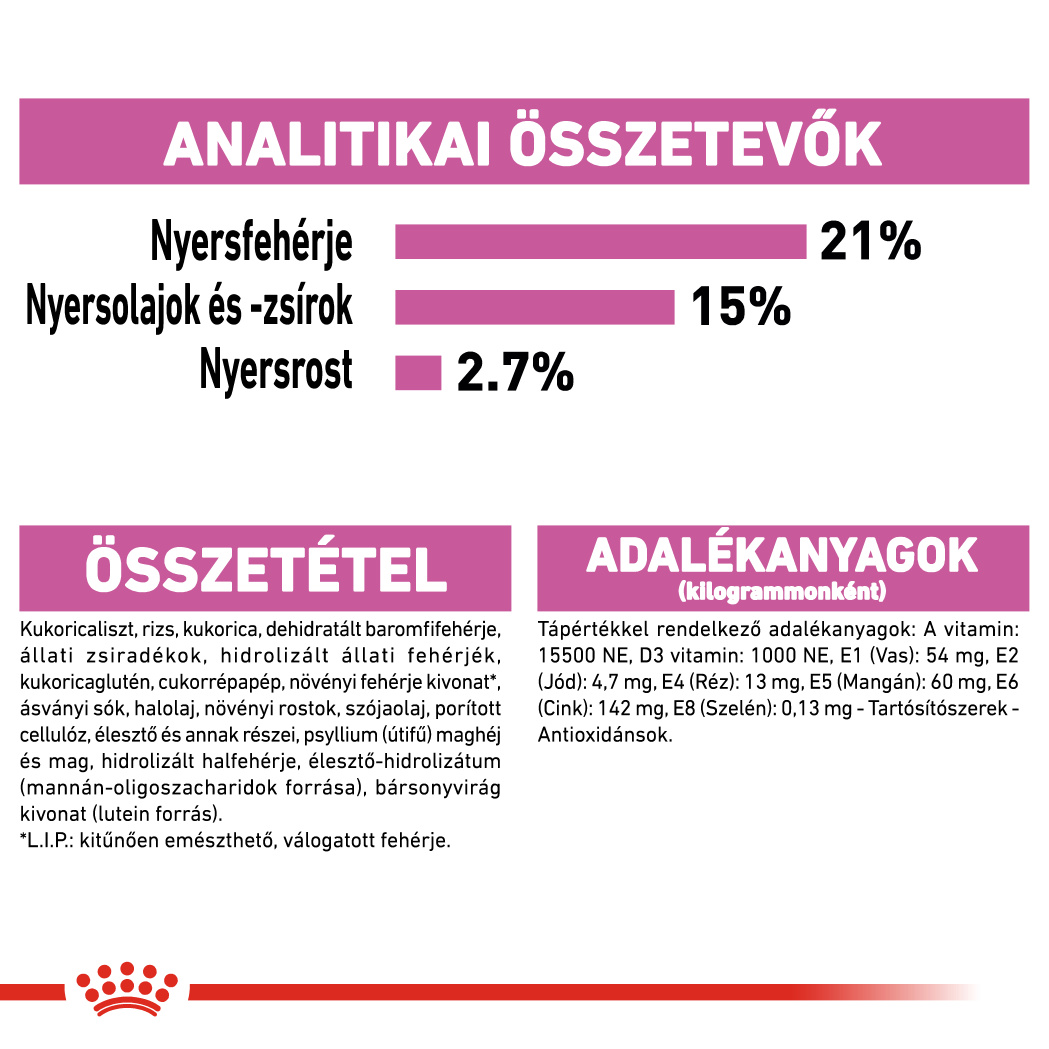 ANALITIKAI ÖSSZETEVŐK
Nyersfehérje 21%
Nyersolajok és -zsírok 15%
Nyersrost 2.7%
ÖSSZETÉTEL
Kukoricaliszt, rizs, kukorica, dehidratált baromfifehérje,
állati zsiradékok, hidrolizált állati fehérjék,
kukoricaglutén, cukorrépapép, növényi fehérje kivonat*,
ásványi sók, halolaj, növényi rostok, szójaolaj, porított
cellulóz, élesztő és annak részei, psyllium (útifű) maghéj
és mag, hidrolizált halfehérje, élesztő-hidrolizátum
(mannán-oligoszacharidok forrása), bársonyvirág
kivonat (lutein forrás).
*L.I.P.: kitűnően emészthető, válogatott fehérje.
ADALÉKANYAGOK
(kilogrammonként)
Tápértékkel rendelkező adalékanyagok: A vitamin:
15500 NE, D3 vitamin: 1000 NE, E1 (Vas): 54 mg, E2
(Jód): 4,7 mg, E4 (Réz): 13 mg, E5 (Mangán): 60 mg, E6
(Cink): 142 mg, E8 (Szelén): 0,13 mg - Tartósítószerek -
Antioxidánsok.